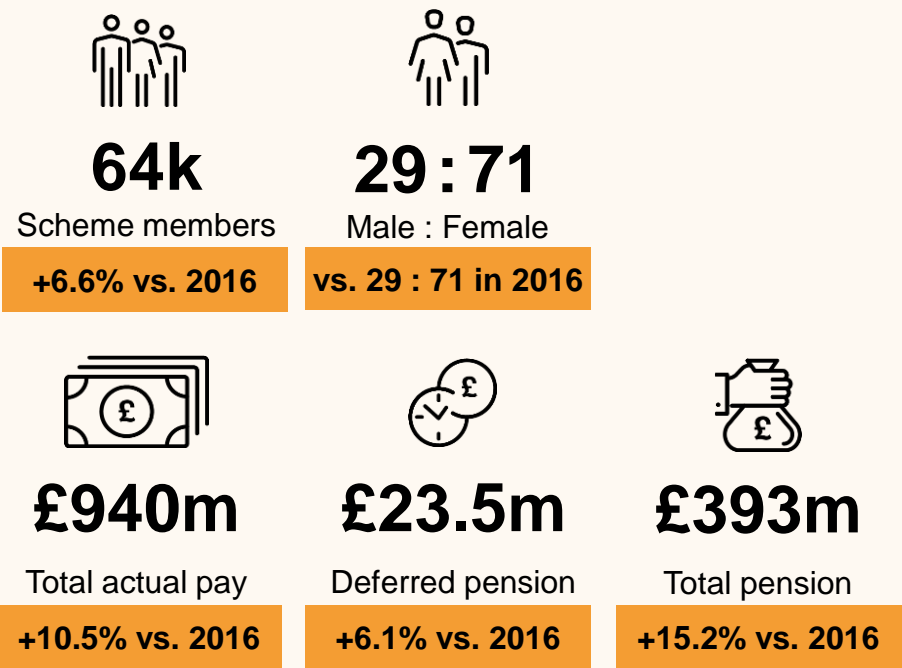 64k
Scheme members
+6.6% vs. 2016
29 : 71
Male : Female
vs. 29 : 71 in 2016
£
£940m
Total actual pay
+10.5% vs. 2016
£
£23.5m
Deferred pension
+6.1% vs. 2016
£
£393m
Total pension
+15.2% vs. 2016